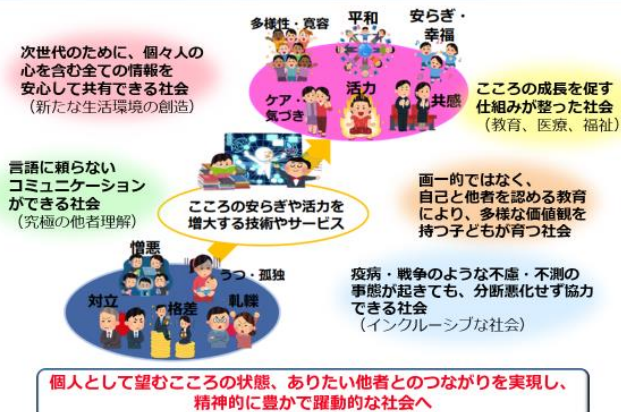 多様性・寛容
平和
安らぎ・
幸福
次世代のために、個々人の
心を含む全ての情報を
安心して共有できる社会
（新たな生活環境の創造）
ケア・
気づき
活力
共感
こころの成長を促す
仕組みが整った社会
（教育、医療、福祉）
言語に頼らない
コミュニケーション
ができる社会
（究極の他者理解）
こころの安らぎや活力を
増大する技術やサービス
画一的ではなく、
自己と他者を認める教育
により、多様な価値観を
持つ子どもが育つ社会
憎悪
うつ・孤独
対立
格差
軋轢
疫病・戦争のような不慮・不測の
事態が起きても、分断悪化せず協力
できる社会
（インクルーシブな社会）
個人として望むこころの状態、ありたい他者とのつながりを実現し、
精神的に豊かで躍動的な社会へ